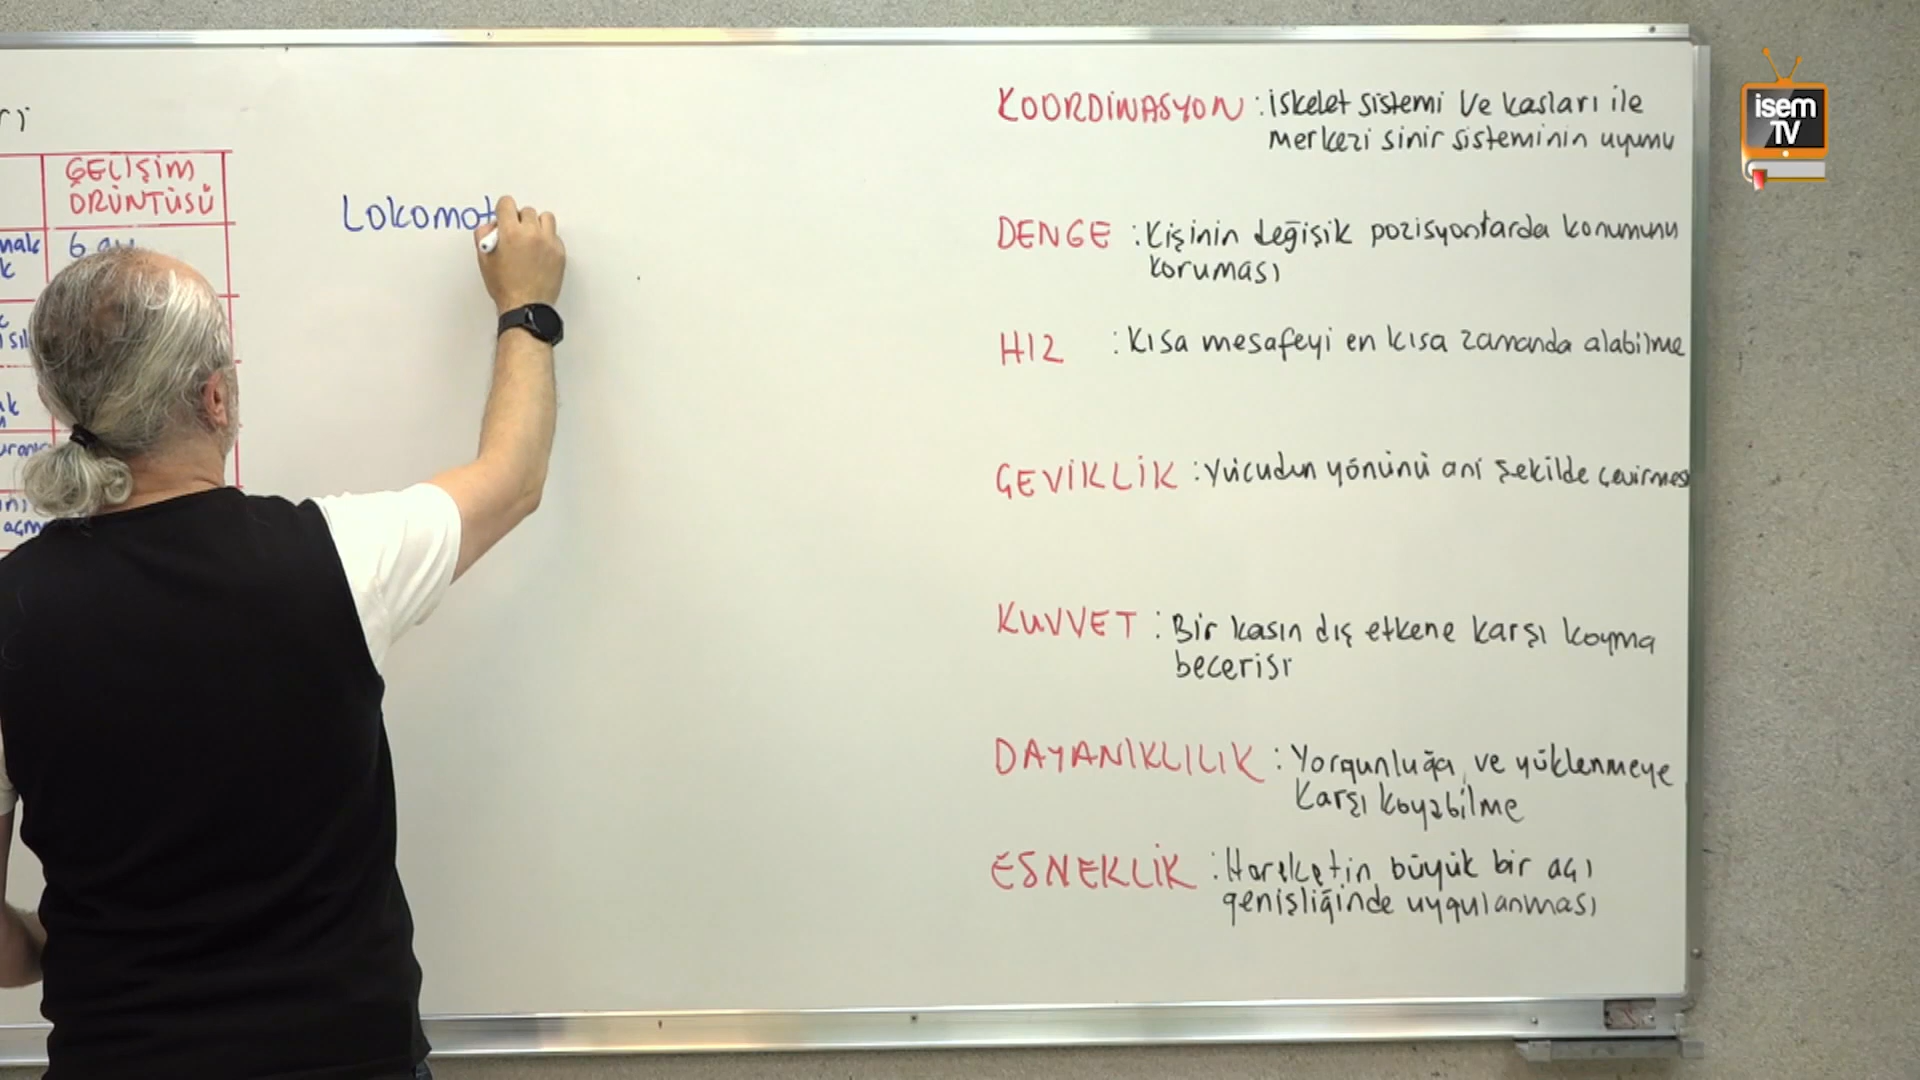 GELİŞİM
ÖRÜNTÜSÜ
6 ay
Lokomot
KOORDİNASYON : İskelet sistemi ve kasları ile
merkezi sinir sisteminin uyumu
DENGE : Kişinin değişik pozisyonlarda konumunu
koruması
HIZ : Kısa mesafeyi en kısa zamanda alabilme
ÇEVİKLİK : Vücudun yönünü ani şekilde çevirmesi
KUVVET : Bir kasın dış etkene karşı koyma
becerisi
DAYANIKLILIK : Yorgunluğa ve yüklenmeye
karşı koyabilme
ESNEKLİK : Hareketin büyük bir açı
genişliğinde uygulanması
isem
TV